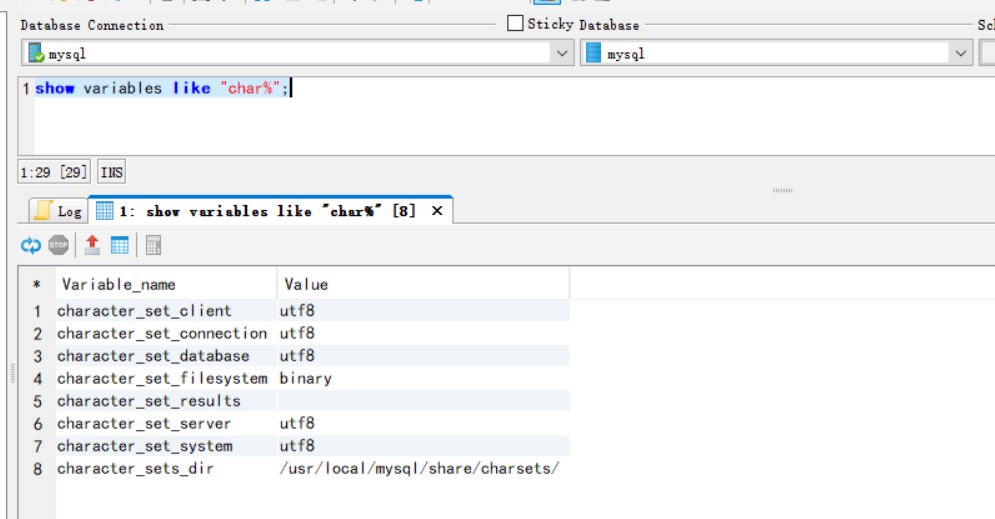 Database Connection Sticky Database
mysql mysql
1 show variables like "char%";
1:29 [29] INS
Log 1: show variables like "char%" [8] ×
STOP
* Variable_name Value
1 character_set_client utf8
2 character_set_connection utf8
3 character_set_database utf8
4 character_set_filesystem binary
5 character_set_results
6 character_set_server utf8
7 character_set_system utf8
8 character_sets_dir /usr/local/mysql/share/charsets/